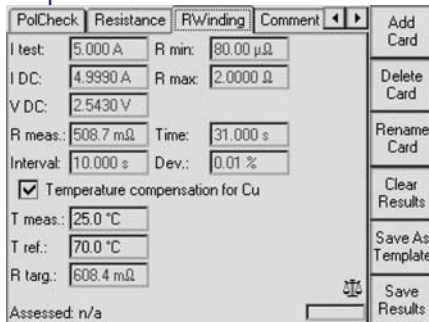 PolCheck Resistance RWinding Comment
I test: 5.000 A R min: 80.00 µΩ
I DC: 4.9990 A R max: 2.0000 Ω
V DC: 2.5430 V
R meas.: 508.7 mΩ Time: 31.000 s
Interval: 10.000 s Dev.: 0.01 %
Temperature compensation for Cu
T meas.: 25.0 °C
T ref.: 70.0 °C
R targ.: 608.4 mΩ
Assessed: n/a
Add
Card
Delete
Card
Rename
Card
Clear
Results
Save As
Template
Save
Results